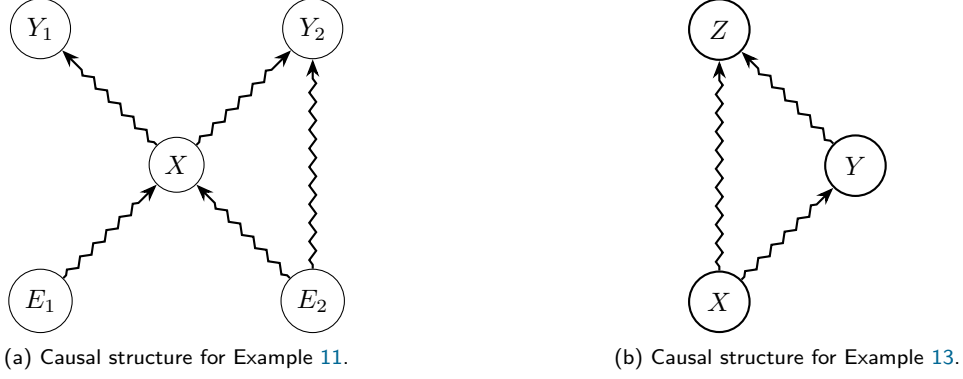 Y₁ Y₂ Z
X Y
E₁ E₂ X
(a) Causal structure for Example 11. (b) Causal structure for Example 13.